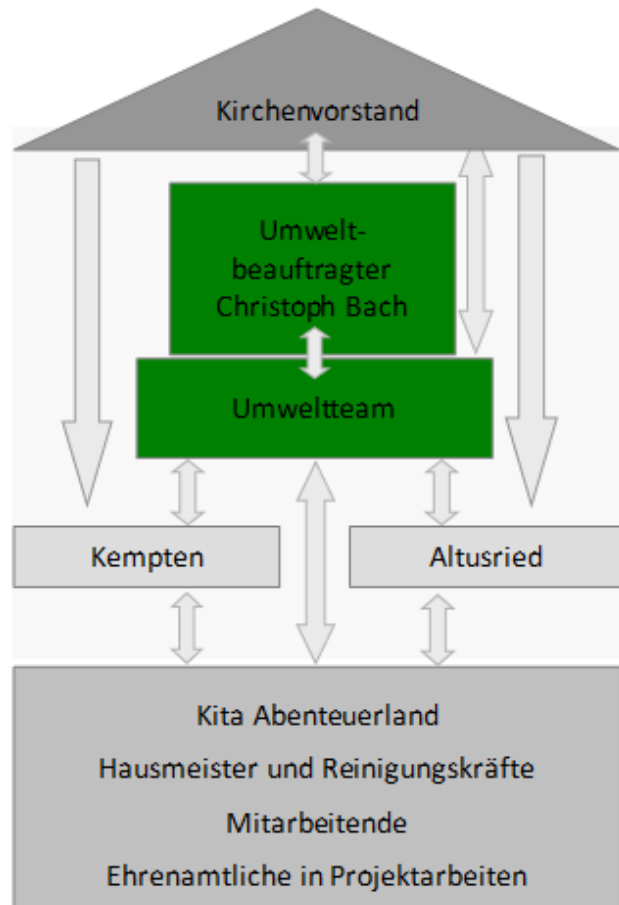 Kirchenvorstand
Umwelt-
beauftragter
Christoph Bach
Umweltteam
Kempten
Altusried
Kita Abenteuerland
Hausmeister und Reinigungskräfte
Mitarbeitende
Ehrenamtliche in Projektarbeiten